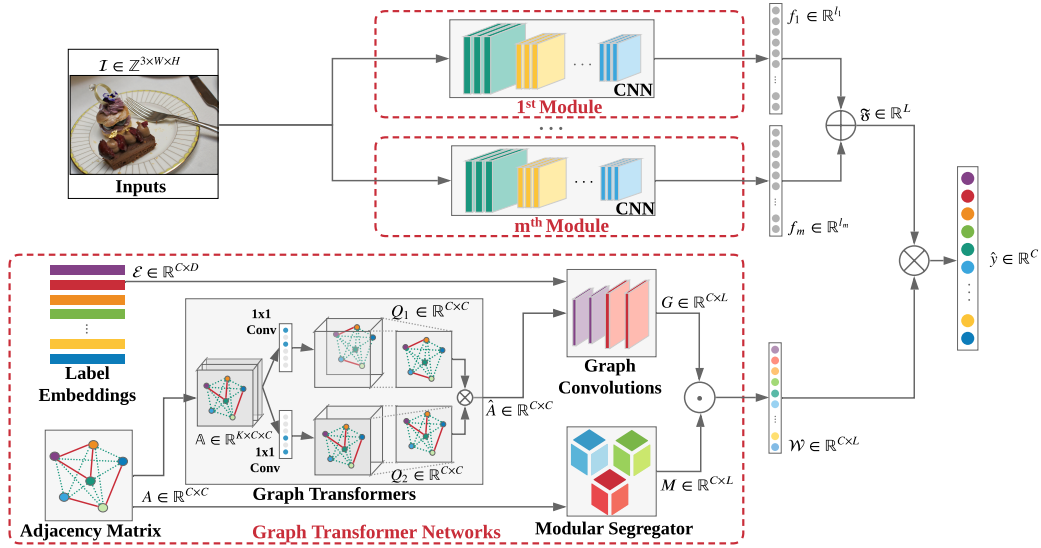 𝓘 ∈ ℤ^{3×W×H}
Inputs
CNN
1st Module
...
CNN
mth Module
f_1 ∈ ℝ^{l_1}
f_m ∈ ℝ^{l_m}
𝔉 ∈ ℝ^L
ŷ ∈ ℝ^C
𝓔 ∈ ℝ^{C×D}
Label
Embeddings
A ∈ ℝ^{C×C}
Adjacency Matrix
𝔸 ∈ ℝ^{K×C×C}
1x1
Conv
1x1
Conv
Q_1 ∈ ℝ^{C×C}
Q_2 ∈ ℝ^{C×C}
Graph Transformers
Â ∈ ℝ^{C×C}
Graph
Convolutions
G ∈ ℝ^{C×L}
M ∈ ℝ^{C×L}
Modular Segregator
Graph Transformer Networks
𝓦 ∈ ℝ^{C×L}